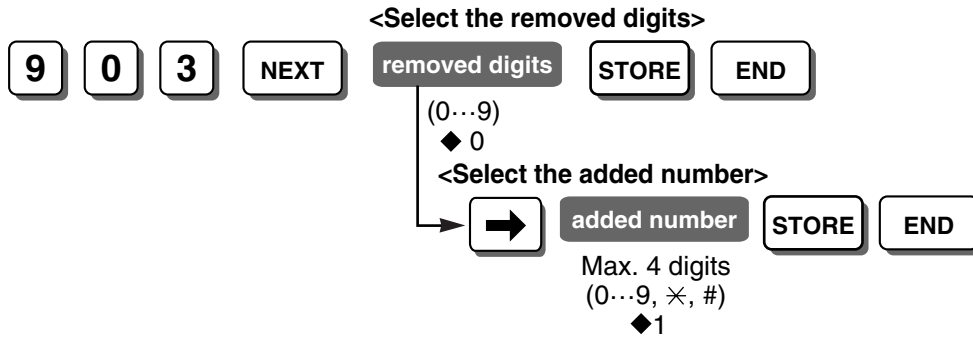 <Select the removed digits>
9 0 3 NEXT removed digits STORE END
(0···9)
◆ 0
<Select the added number>
➡ added number STORE END
Max. 4 digits
(0···9, ✳, #)
◆1